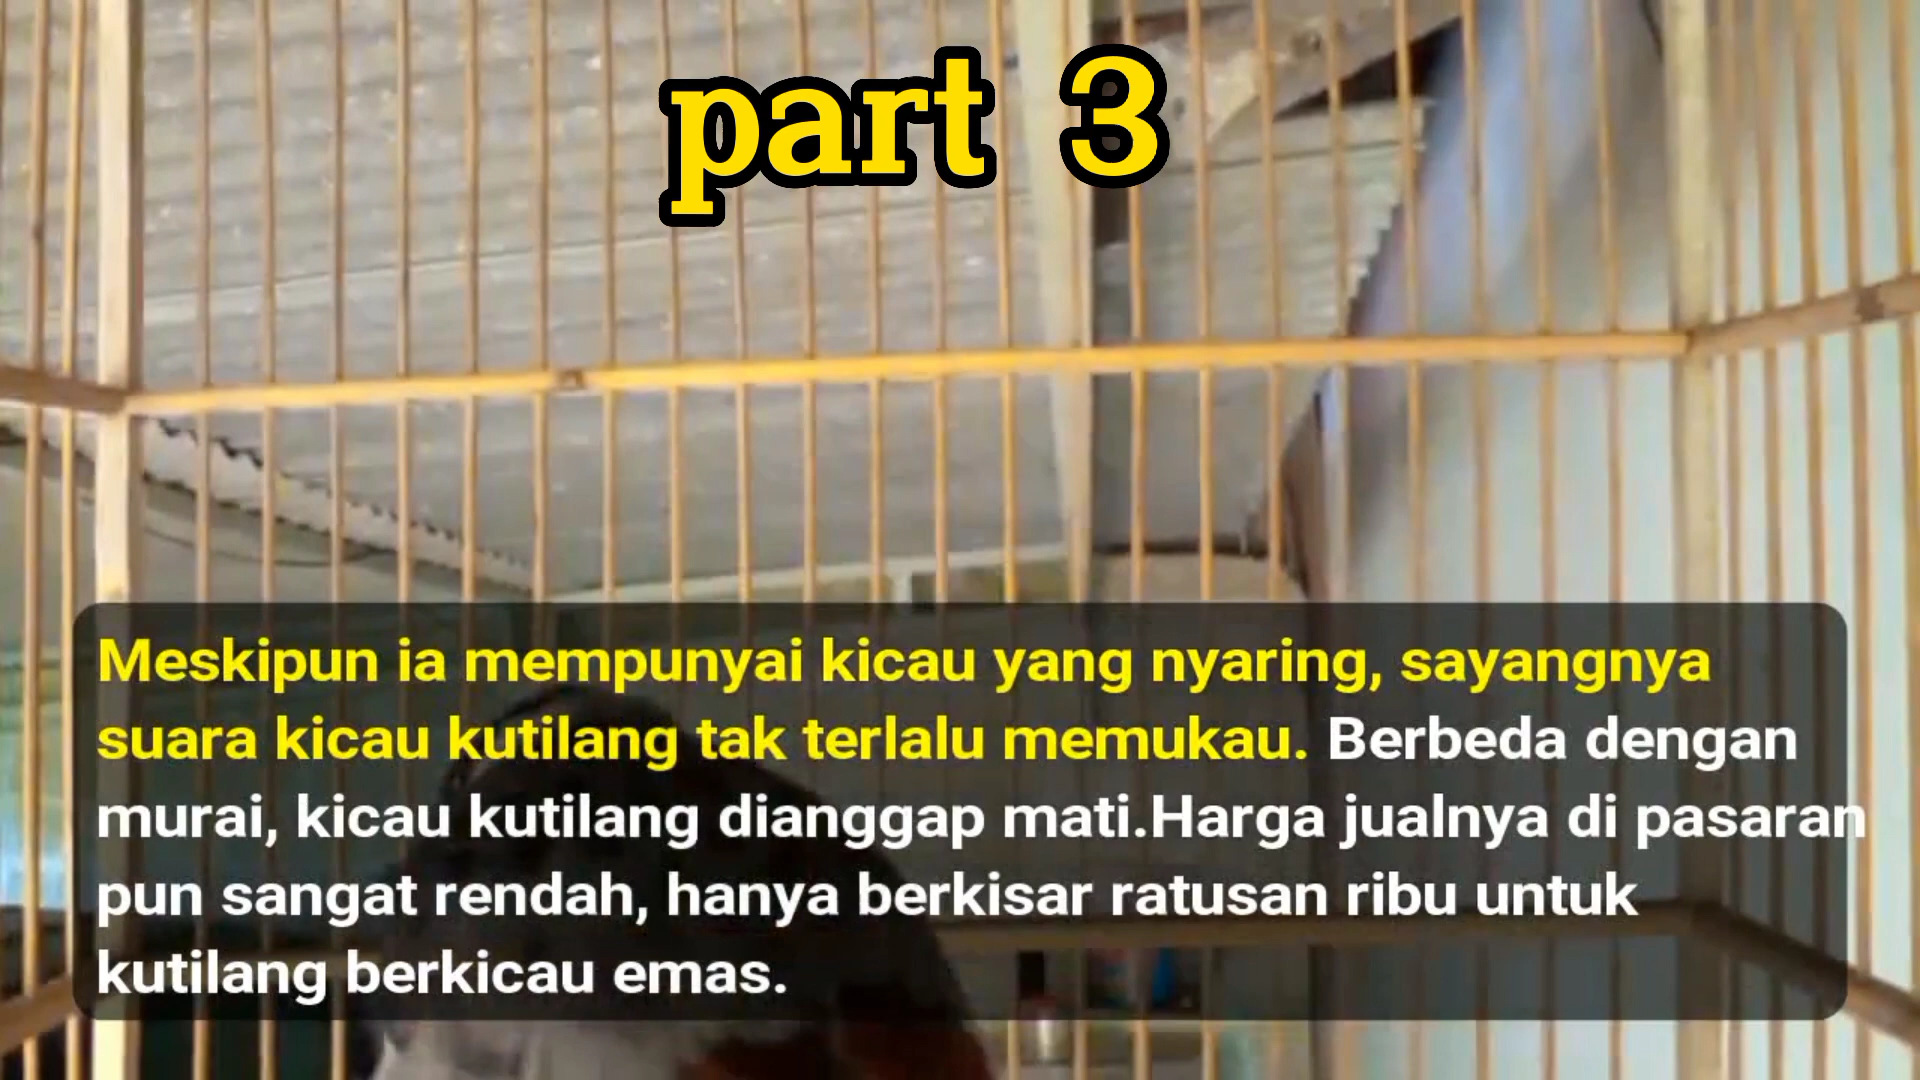 part 3
Meskipun ia mempunyai kicau yang nyaring, sayangnya
suara kicau kutilang tak terlalu memukau. Berbeda dengan
murai, kicau kutilang dianggap mati.Harga jualnya di pasaran
pun sangat rendah, hanya berkisar ratusan ribu untuk
kutilang berkicau emas.